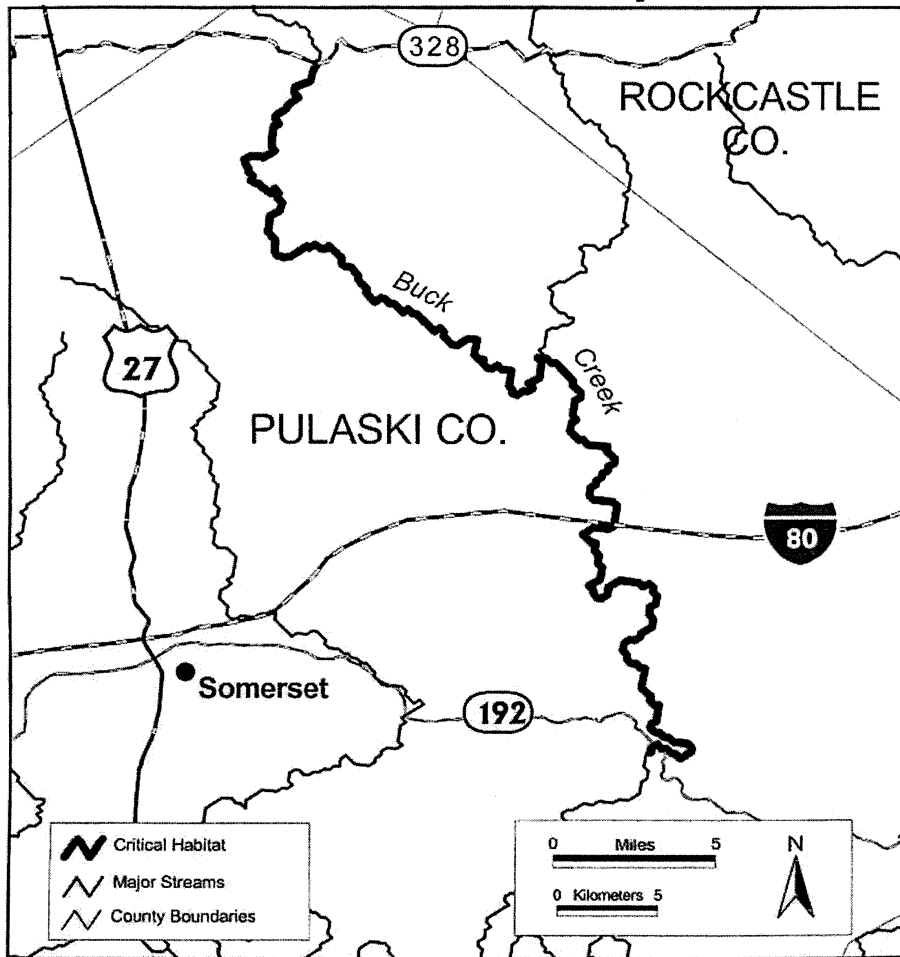 328
ROCKCASTLE
CO.
Buck
Creek
27
PULASKI CO.
80
Somerset
192
Critical Habitat
Major Streams
County Boundaries
0 Miles 5
0 Kilometers 5
N